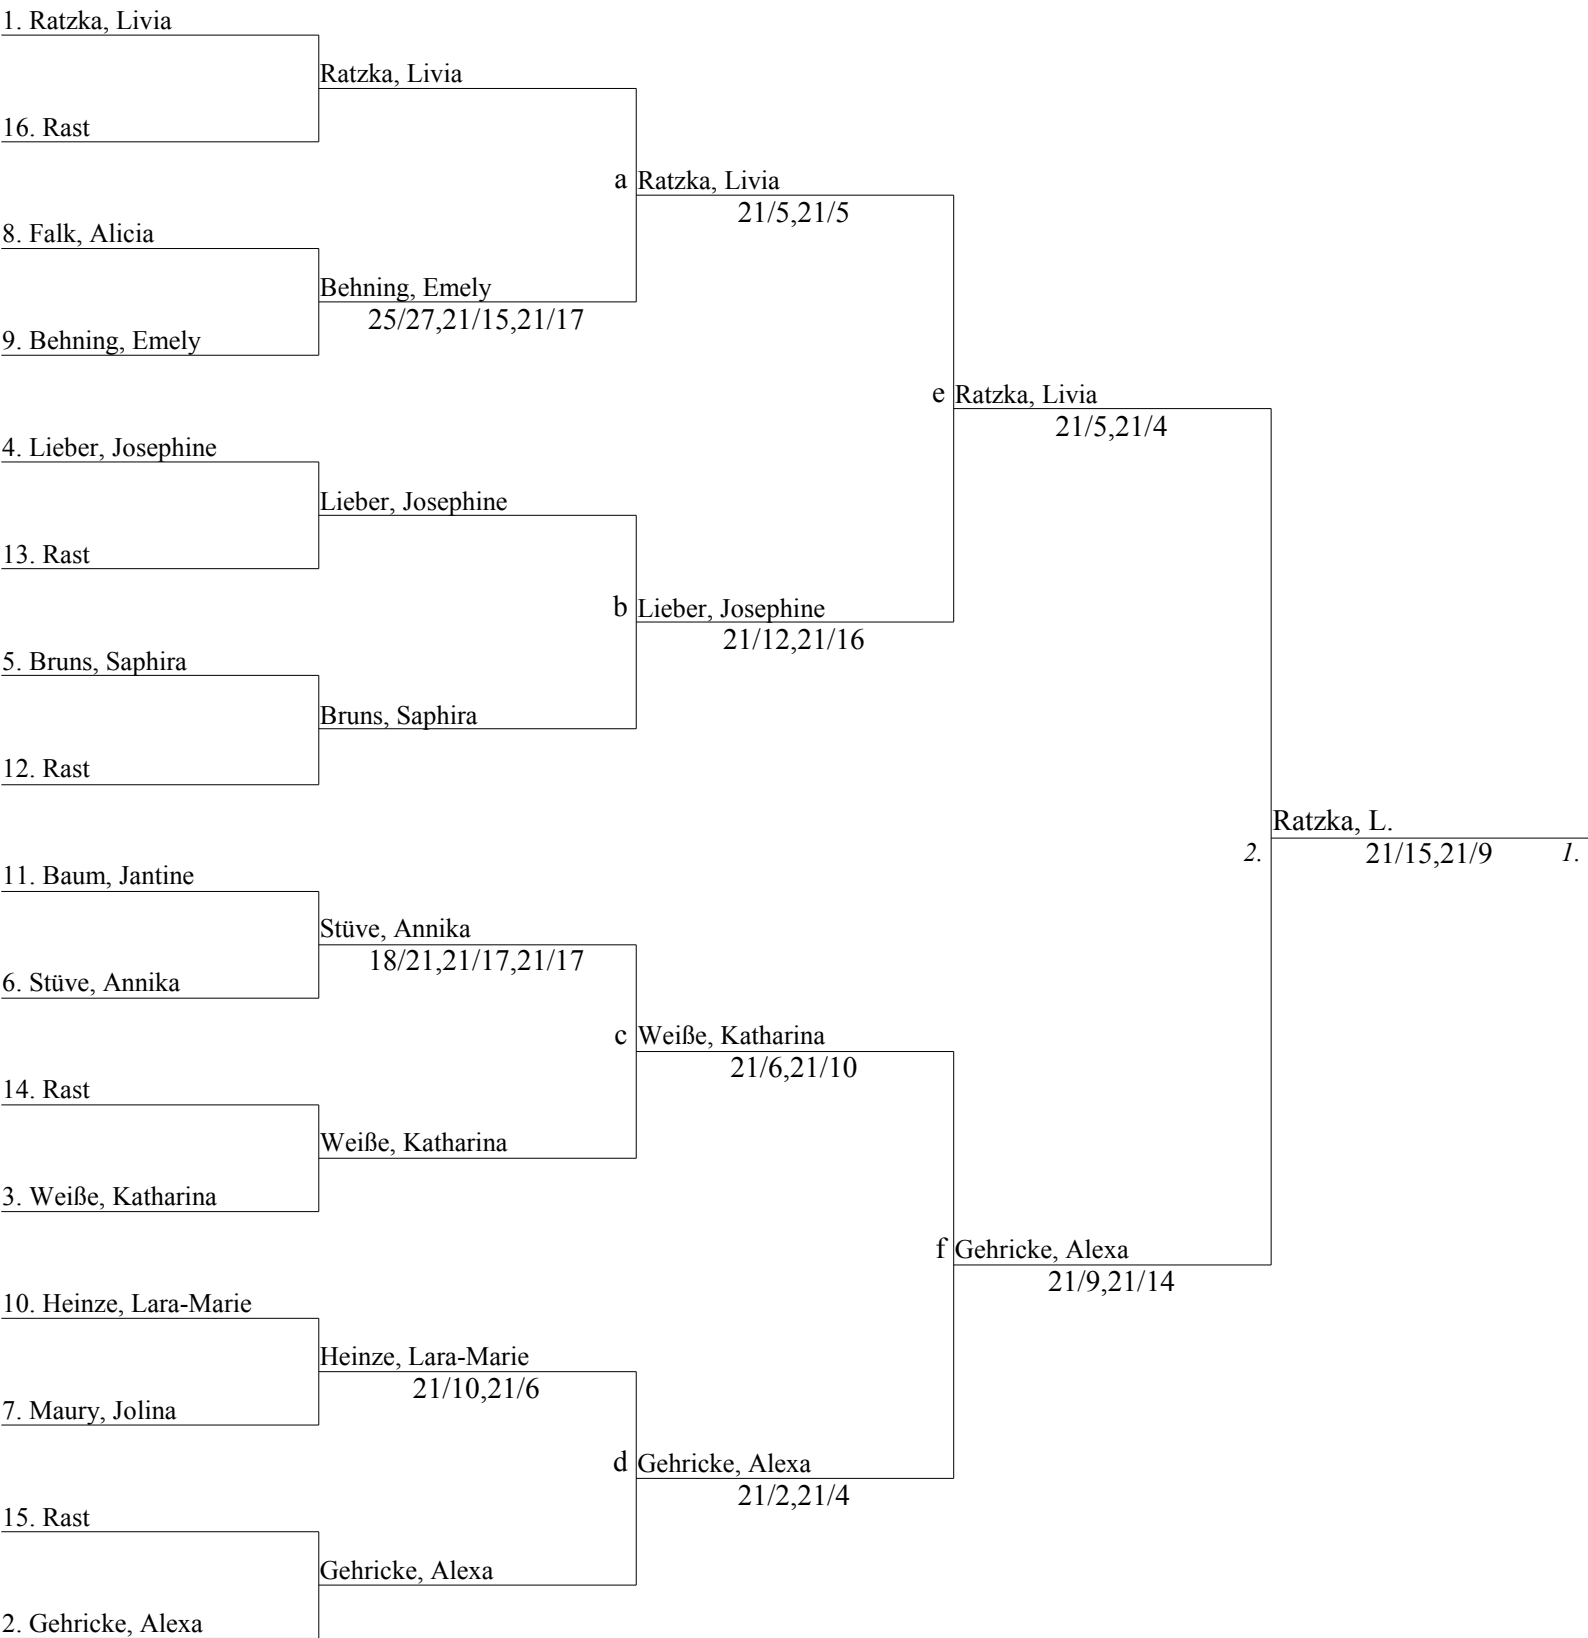 1. Ratzka, Livia
Ratzka, Livia
16. Rast
a Ratzka, Livia
21/5,21/5
8. Falk, Alicia
Behning, Emely
25/27,21/15,21/17
9. Behning, Emely
e Ratzka, Livia
21/5,21/4
4. Lieber, Josephine
Lieber, Josephine
13. Rast
b Lieber, Josephine
21/12,21/16
5. Bruns, Saphira
Bruns, Saphira
12. Rast
Ratzka, L.
2. 21/15,21/9 1.
11. Baum, Jantine
Stüve, Annika
18/21,21/17,21/17
6. Stüve, Annika
c Weiße, Katharina
21/6,21/10
14. Rast
Weiße, Katharina
3. Weiße, Katharina
f Gehricke, Alexa
21/9,21/14
10. Heinze, Lara-Marie
Heinze, Lara-Marie
21/10,21/6
7. Maury, Jolina
d Gehricke, Alexa
21/2,21/4
15. Rast
Gehricke, Alexa
2. Gehricke, Alexa